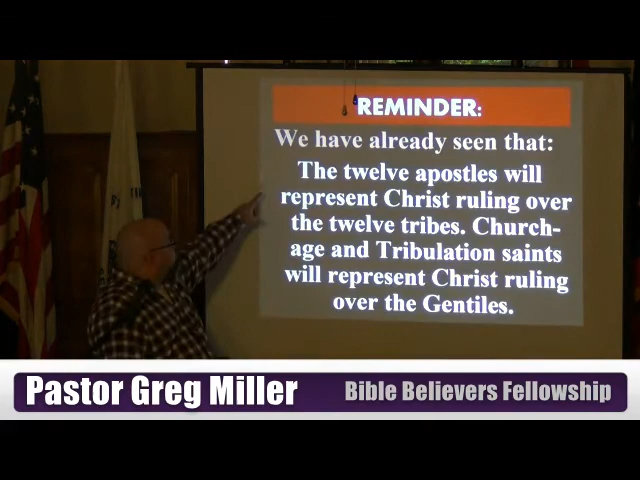 REMINDER:
We have already seen that:
The twelve apostles will
represent Christ ruling over
the twelve tribes. Church-
age and Tribulation saints
will represent Christ ruling
over the Gentiles.
Pastor Greg Miller
Bible Believers Fellowship